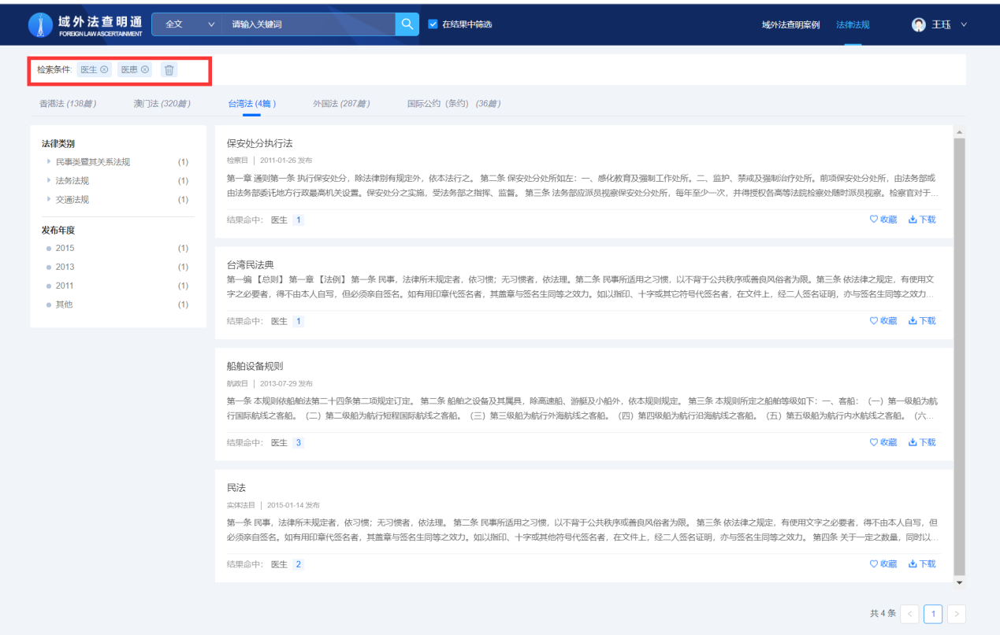 域外法查明通
FOREIGN LAW ASCERTAINMENT
全文
请输入关键词
在结果中筛选
域外法查明案例
法律法规
王珏
检索条件: 医生 医患
香港法 (138篇)
澳门法 (320篇)
台湾法 (4篇)
外国法 (287篇)
国际公约（条约） (36篇)
法律类别
民事类暨其关系法规 (1)
法务法规 (1)
交通法规 (1)
发布年度
2015 (1)
2013 (1)
2011 (1)
其他 (1)
保安处分执行法
检察目 | 2011-01-26 发布
第一章 通则第一条 执行保安处分，除法律别有规定外，依本法行之。 第二条 保安处分处所如左：一、感化教育及强制工作处所。二、监护、禁戒及强制治疗处所。前项保安处分处所，由法务部或
由法务部委托地方行政最高机关设置。保安处分之实施，受法务部之指挥、监督。 第三条 法务部应派员视察保安处分处所，每年至少一次，并得授权各高等法院检察处随时派员视察。检察官对于...
结果命中： 医生 1
收藏 下载
台湾民法典
第一编 【总则】 第一章 【法例】 第一条 民事，法律所未规定者，依习惯；无习惯者，依法理。第二条 民事所适用之习惯，以不背于公共秩序或善良风俗者为限。第三条 依法律之规定，有使用文
字之必要者，得不由本人自写，但必须亲自签名。如有用印章代签名者，其盖章与签名生同等之效力。如以指印、十字或其它符号代签名者，在文件上，经二人签名证明，亦与签名生同等之效力...
结果命中： 医生 1
收藏 下载
船舶设备规则
航政目 | 2013-07-29 发布
第一条 本规则依船舶法第二十四条第二项规定订定。 第二条 船舶之设备及其属具，除高速船、游艇及小船外，依本规则规定。 第三条 本规则所定之船舶等级如下：一、客船：（一）第一级船为航
行国际航线之客船。（二）第二级船为航行短程国际航线之客船。（三）第三级船为航行外海航线之客船。（四）第四级船为航行沿海航线之客船。（五）第五级船为航行内水航线之客船。（六...
结果命中： 医生 3
收藏 下载
民法
实体法目 | 2015-01-14 发布
第一条 民事，法律所未规定者，依习惯；无习惯者，依法理。 第二条 民事所适用之习惯，以不背于公共秩序或善良风俗者为限。 第三条 依法律之规定，有使用文字之必要者，得不由本人自写，但
必须亲自签名。如有用印章代签名者，其盖章与签名生同等之效力。如以指印、十字或其他符号代签名者，在文件上，经二人签名证明，亦与签名生同等之效力。 第四条 关于一定之数量，同时以...
结果命中： 医生 2
收藏 下载
共 4 条 < 1 >